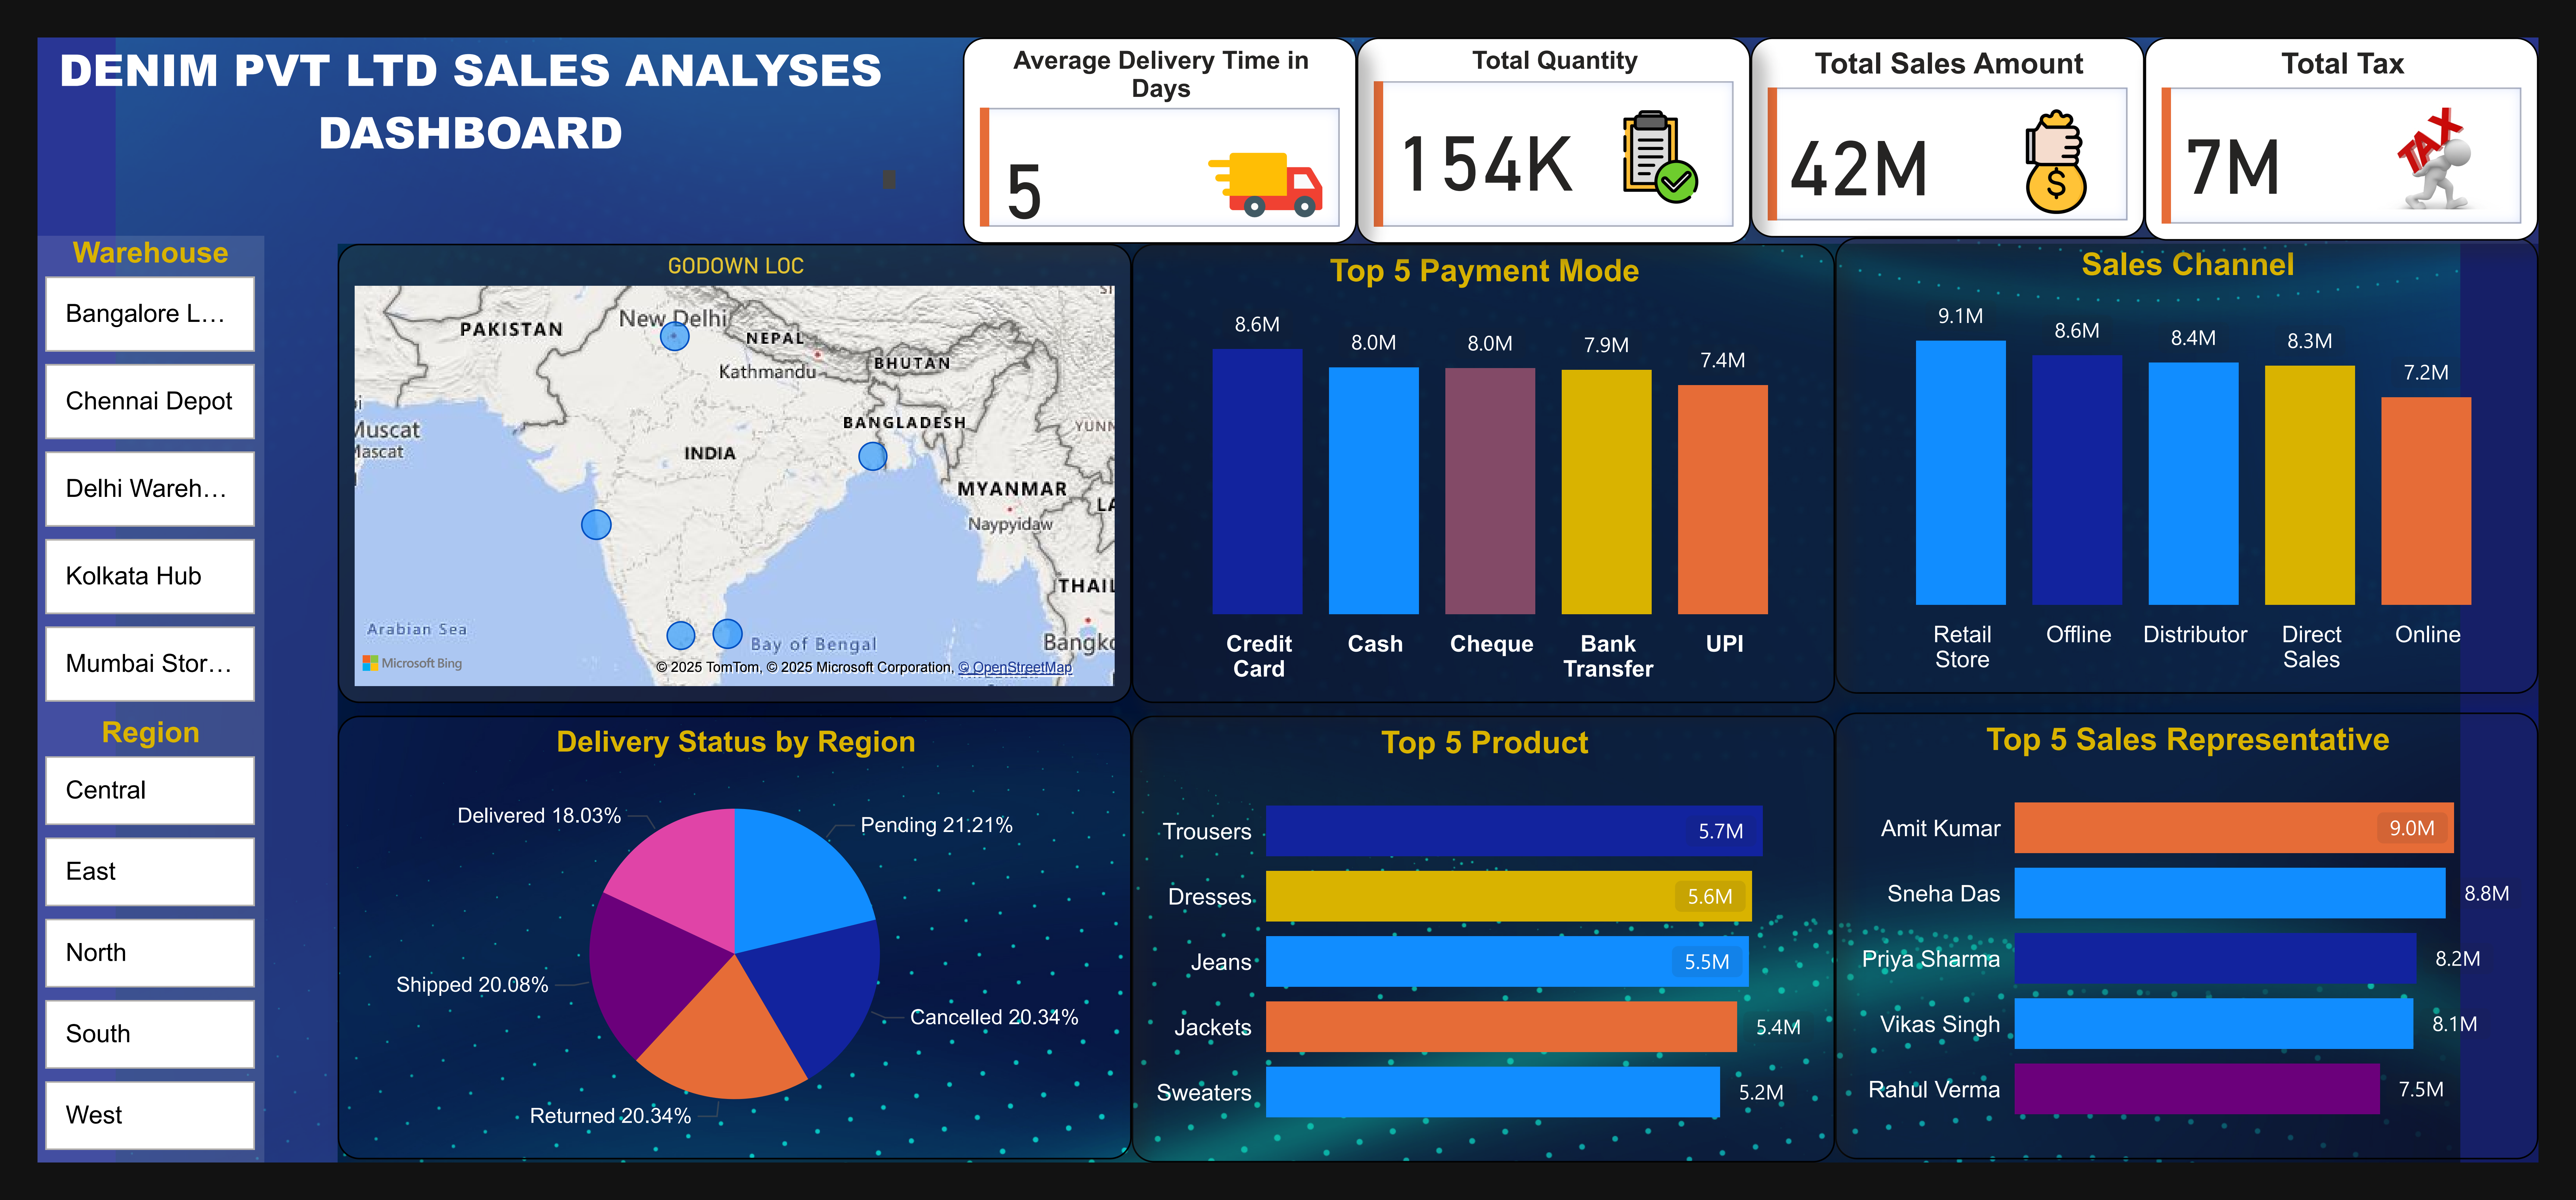 DENIM PVT LTD SALES ANALYSES
DASHBOARD
Average Delivery Time in
Days
5
Total Quantity
154K
Total Sales Amount
42M
$
Total Tax
7M
TAX
Warehouse
Bangalore L...
Chennai Depot
Delhi Wareh...
Kolkata Hub
Mumbai Stor...
Region
Central
East
North
South
West
GODOWN LOC
PAKISTAN
New Delhi
NEPAL
Kathmandu
BHUTAN
BANGLADESH
YUNN
Muscat
Mascat
INDIA
MYANMAR
LA
Naypyidaw
THAIL
Arabian Sea
Bay of Bengal
Bangko
Microsoft Bing
© 2025 TomTom, © 2025 Microsoft Corporation, © OpenStreetMap
Top 5 Payment Mode
8.6M
8.0M
8.0M
7.9M
7.4M
Credit
Card
Cash
Cheque
Bank
Transfer
UPI
Sales Channel
9.1M
8.6M
8.4M
8.3M
7.2M
Retail
Store
Offline
Distributor
Direct
Sales
Online
Delivery Status by Region
Delivered 18.03%
Pending 21.21%
Shipped 20.08%
Cancelled 20.34%
Returned 20.34%
Top 5 Product
Trousers 5.7M
Dresses 5.6M
Jeans 5.5M
Jackets 5.4M
Sweaters 5.2M
Top 5 Sales Representative
Amit Kumar 9.0M
Sneha Das 8.8M
Priya Sharma 8.2M
Vikas Singh 8.1M
Rahul Verma 7.5M